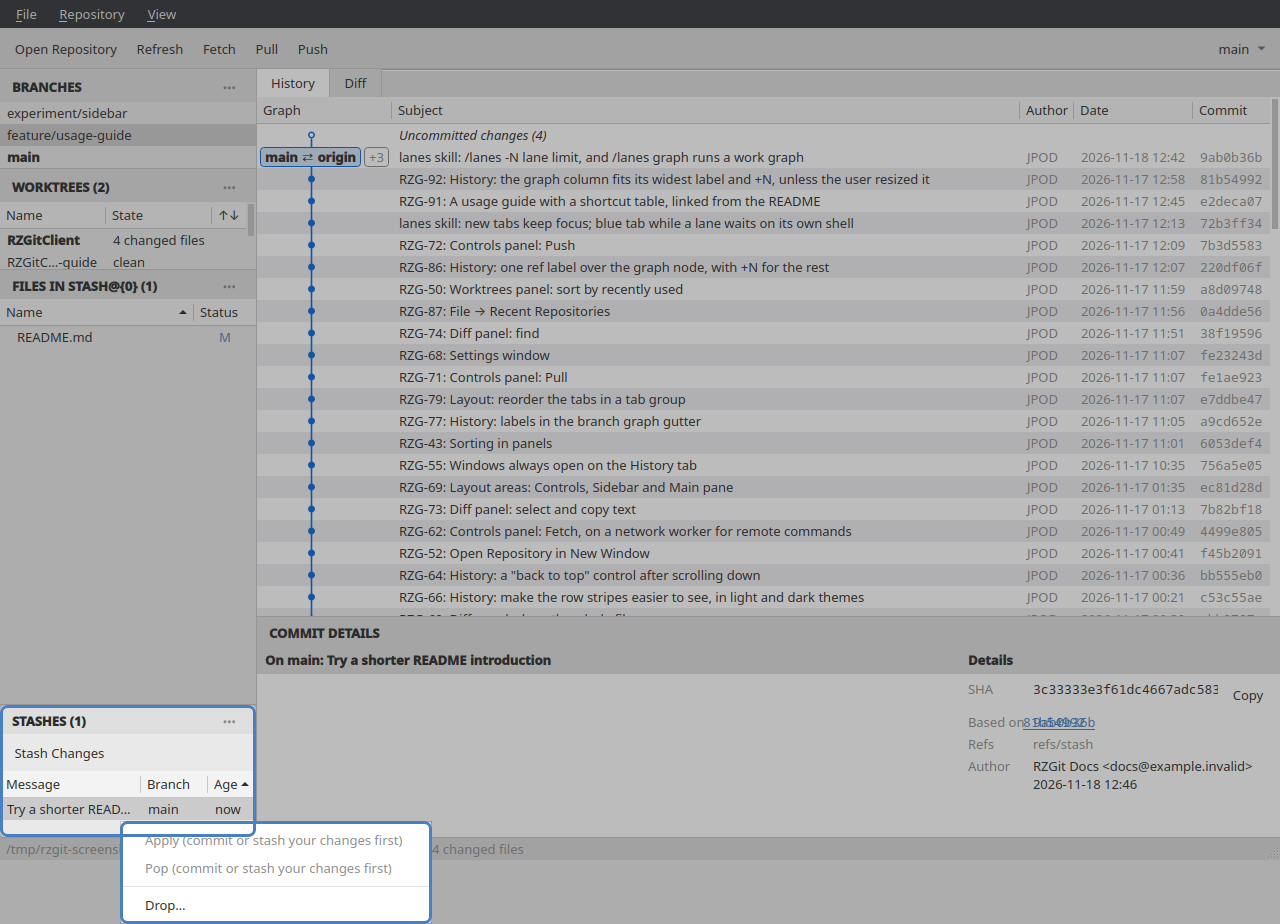 File Repository View
Open Repository Refresh Fetch Pull Push main
BRANCHES ···
experiment/sidebar
feature/usage-guide
main
WORKTREES (2) ···
Name State ↑↓
RZGitClient 4 changed files
RZGitC...-guide clean
FILES IN STASH@{0} (1) ···
Name Status
README.md M
History Diff
Graph Subject Author Date Commit
Uncommitted changes (4)
main ⇄ origin +3 lanes skill: /lanes -N lane limit, and /lanes graph runs a work graph JPOD 2026-11-18 12:42 9ab0b36b
RZG-92: History: the graph column fits its widest label and +N, unless the user resized it JPOD 2026-11-17 12:58 81b54992
RZG-91: A usage guide with a shortcut table, linked from the README JPOD 2026-11-17 12:45 e2deca07
lanes skill: new tabs keep focus; blue tab while a lane waits on its own shell JPOD 2026-11-17 12:13 72b3ff34
RZG-72: Controls panel: Push JPOD 2026-11-17 12:09 7b3d5583
RZG-86: History: one ref label over the graph node, with +N for the rest JPOD 2026-11-17 12:07 220df06f
RZG-50: Worktrees panel: sort by recently used JPOD 2026-11-17 11:59 a8d09748
RZG-87: File → Recent Repositories JPOD 2026-11-17 11:56 0a4dde56
RZG-74: Diff panel: find JPOD 2026-11-17 11:51 38f19596
RZG-68: Settings window JPOD 2026-11-17 11:07 fe23243d
RZG-71: Controls panel: Pull JPOD 2026-11-17 11:07 fe1ae923
RZG-79: Layout: reorder the tabs in a tab group JPOD 2026-11-17 11:07 e7ddbe47
RZG-77: History: labels in the branch graph gutter JPOD 2026-11-17 11:05 a9cd652e
RZG-43: Sorting in panels JPOD 2026-11-17 11:01 6053def4
RZG-55: Windows always open on the History tab JPOD 2026-11-17 10:35 756a5e05
RZG-69: Layout areas: Controls, Sidebar and Main pane JPOD 2026-11-17 01:35 ec81d28d
RZG-73: Diff panel: select and copy text JPOD 2026-11-17 01:13 7b82bf18
RZG-62: Controls panel: Fetch, on a network worker for remote commands JPOD 2026-11-17 00:49 4499e805
RZG-52: Open Repository in New Window JPOD 2026-11-17 00:41 f45b2091
RZG-64: History: a "back to top" control after scrolling down JPOD 2026-11-17 00:36 bb555eb0
RZG-66: History: make the row stripes easier to see, in light and dark themes JPOD 2026-11-17 00:21 c53c55ae
COMMIT DETAILS
On main: Try a shorter README introduction
Details
SHA 3c33333e3f61dc4667adc583 Copy
Based on
Refs refs/stash
Author RZGit Docs <docs@example.invalid>
2026-11-18 12:46
STASHES (1) ···
Stash Changes
Message Branch Age
Try a shorter READ... main now
Apply (commit or stash your changes first)
Pop (commit or stash your changes first)
Drop...
/tmp/rzgit-screens 4 changed files